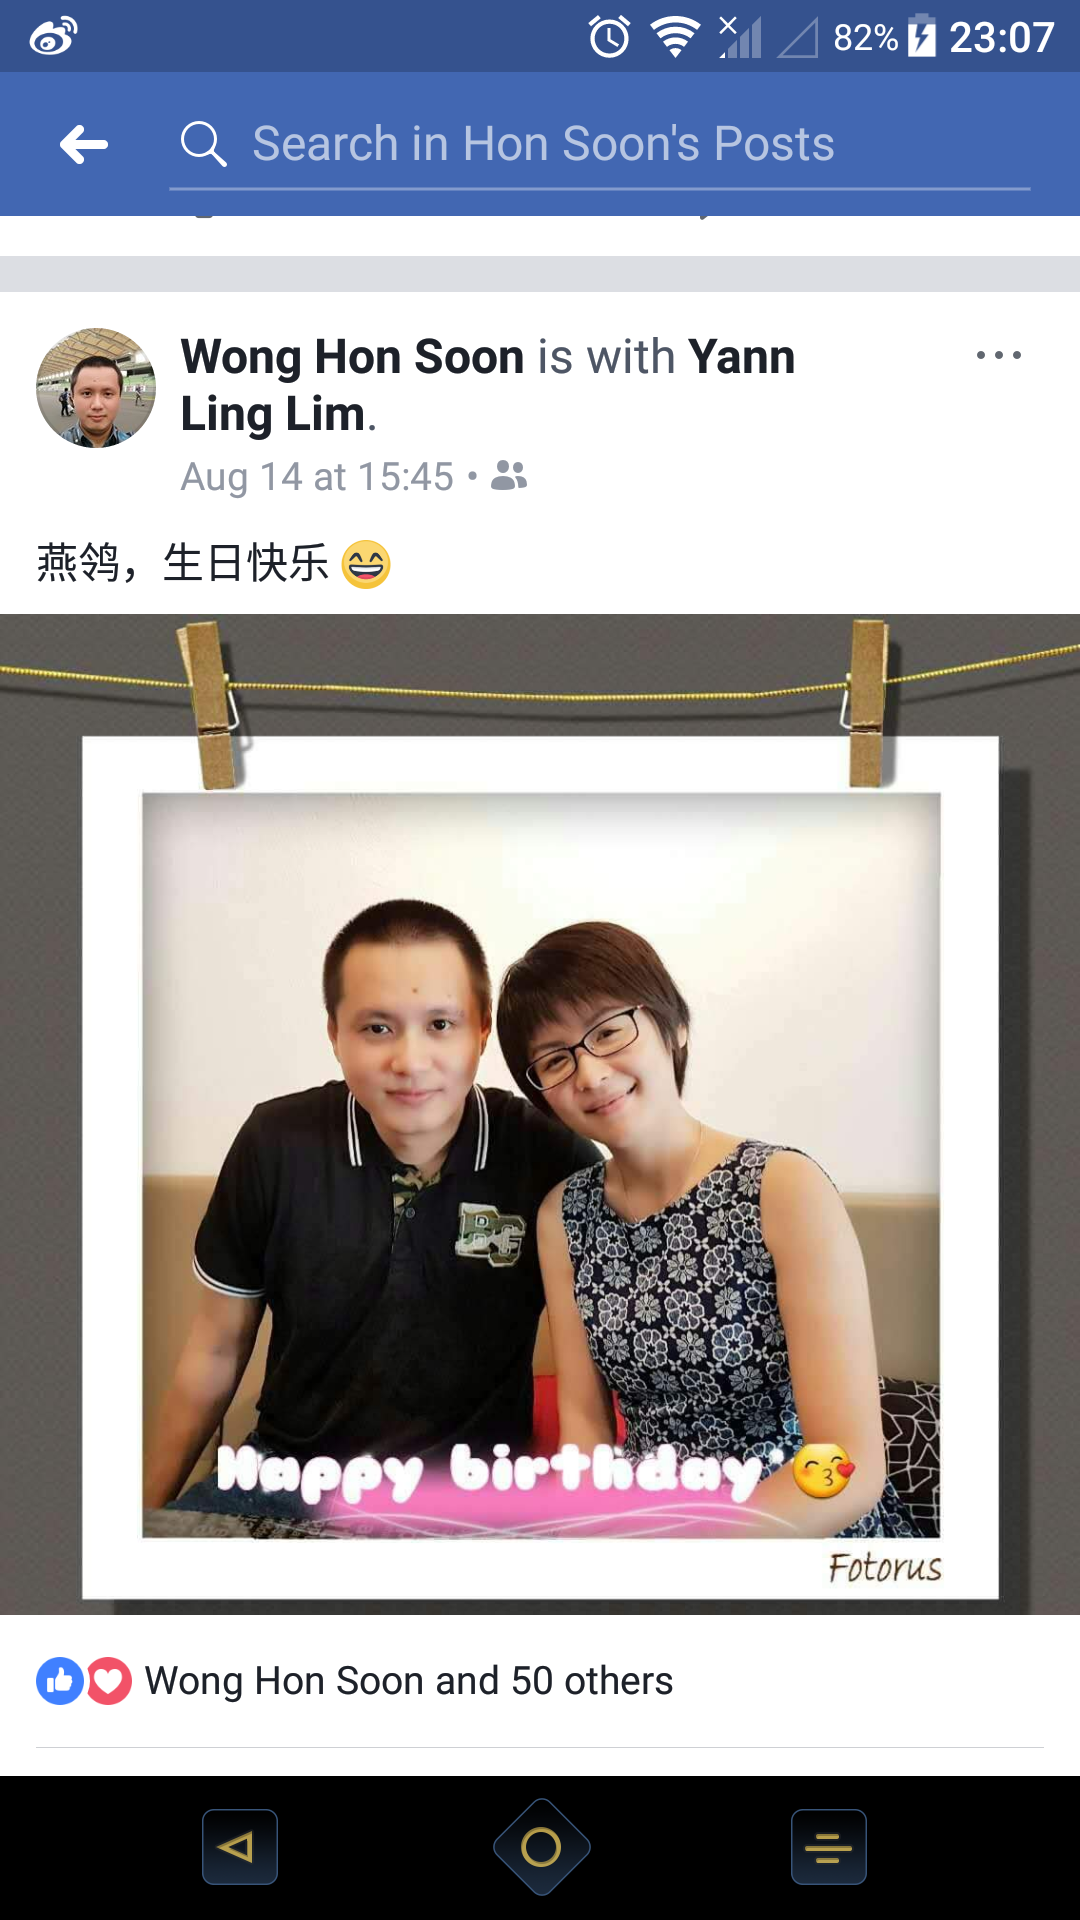 82% 23:07
Search in Hon Soon's Posts
Wong Hon Soon is with Yann
Ling Lim.
Aug 14 at 15:45 •
燕鸰，生日快乐 😄
BG
Happy birthday 😙
Fotorus
Wong Hon Soon and 50 others